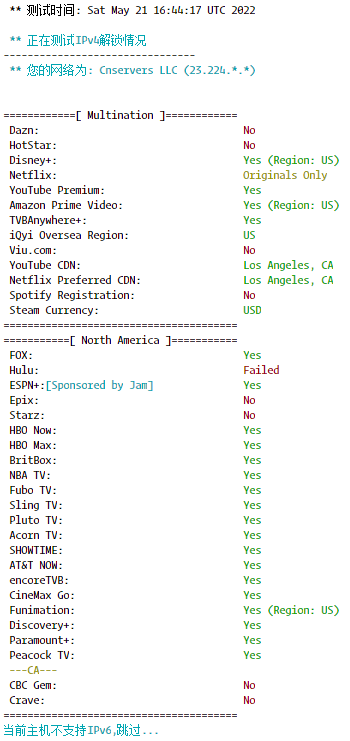 ** 测试时间: Sat May 21 16:44:17 UTC 2022
** 正在测试IPv4解锁情况
--------------------------------
** 您的网络为: Cnservers LLC (23.224.*.*)
============[ Multination ]============
Dazn: No
HotStar: No
Disney+: Yes (Region: US)
Netflix: Originals Only
YouTube Premium: Yes
Amazon Prime Video: Yes (Region: US)
TVBAnywhere+: Yes
iQyi Oversea Region: US
Viu.com: No
YouTube CDN: Los Angeles, CA
Netflix Preferred CDN: Los Angeles, CA
Spotify Registration: No
Steam Currency: USD
=======================================
===========[ North America ]===========
FOX: Yes
Hulu: Failed
ESPN+:[Sponsored by Jam] Yes
Epix: No
Starz: No
HBO Now: Yes
HBO Max: Yes
BritBox: Yes
NBA TV: Yes
Fubo TV: Yes
Sling TV: Yes
Pluto TV: Yes
Acorn TV: Yes
SHOWTIME: Yes
AT&T NOW: Yes
encoreTVB: Yes
CineMax Go: Yes
Funimation: Yes (Region: US)
Discovery+: Yes
Paramount+: Yes
Peacock TV: Yes
---CA---
CBC Gem: No
Crave: No
=======================================
当前主机不支持IPv6,跳过...